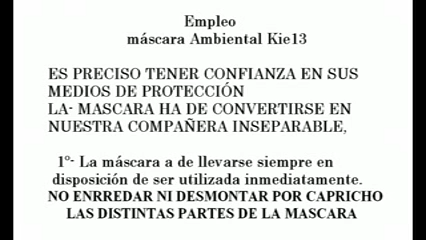 Empleo
máscara Ambiental Kie13
ES PRECISO TENER CONFIANZA EN SUS
MEDIOS DE PROTECCIÓN
LA- MASCARA HA DE CONVERTIRSE EN
NUESTRA COMPAÑERA INSEPARABLE,
1º- La máscara a de llevarse siempre en
disposición de ser utilizada inmediatamente.
NO ENRREDAR NI DESMONTAR POR CAPRICHO
LAS DISTINTAS PARTES DE LA MASCARA